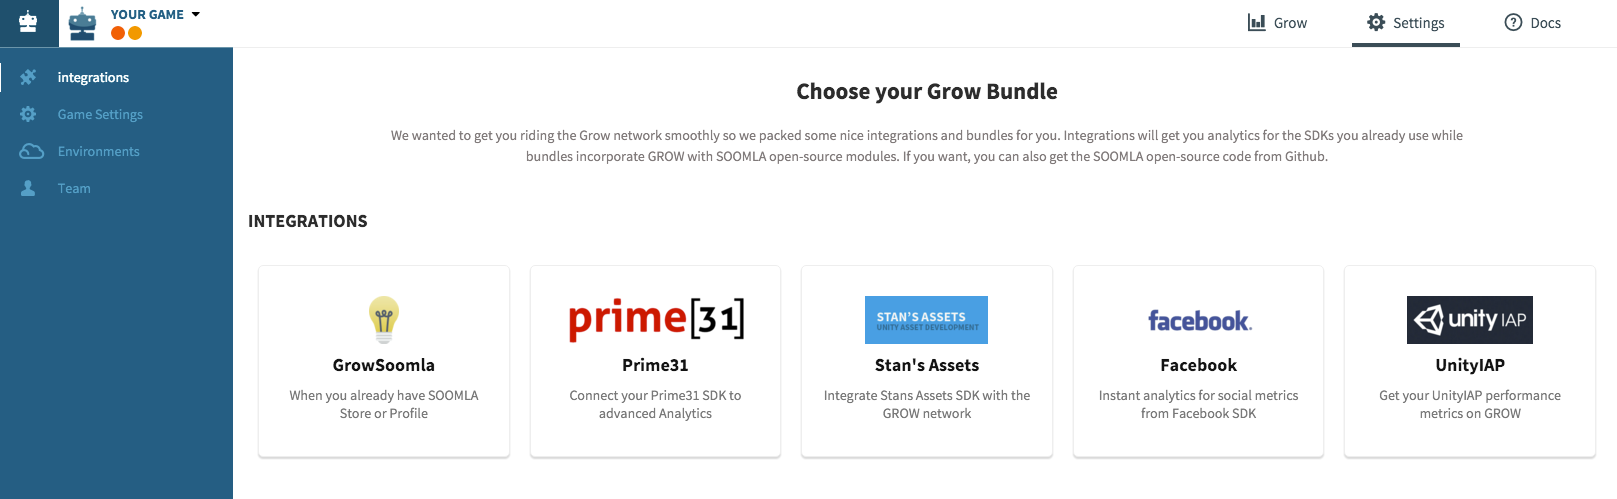 YOUR GAME
Grow
Settings
Docs
integrations
Game Settings
Environments
Team
Choose your Grow Bundle
We wanted to get you riding the Grow network smoothly so we packed some nice integrations and bundles for you. Integrations will get you analytics for the SDKs you already use while
bundles incorporate GROW with SOOMLA open-source modules. If you want, you can also get the SOOMLA open-source code from Github.
INTEGRATIONS
GrowSoomla
When you already have SOOMLA
Store or Profile
prime[31]
Prime31
Connect your Prime31 SDK to
advanced Analytics
STAN'S ASSETS
UNITY ASSET DEVELOPMENT
Stan's Assets
Integrate Stans Assets SDK with the
GROW network
facebook.
Facebook
Instant analytics for social metrics
from Facebook SDK
unity IAP
UnityIAP
Get your UnityIAP performance
metrics on GROW